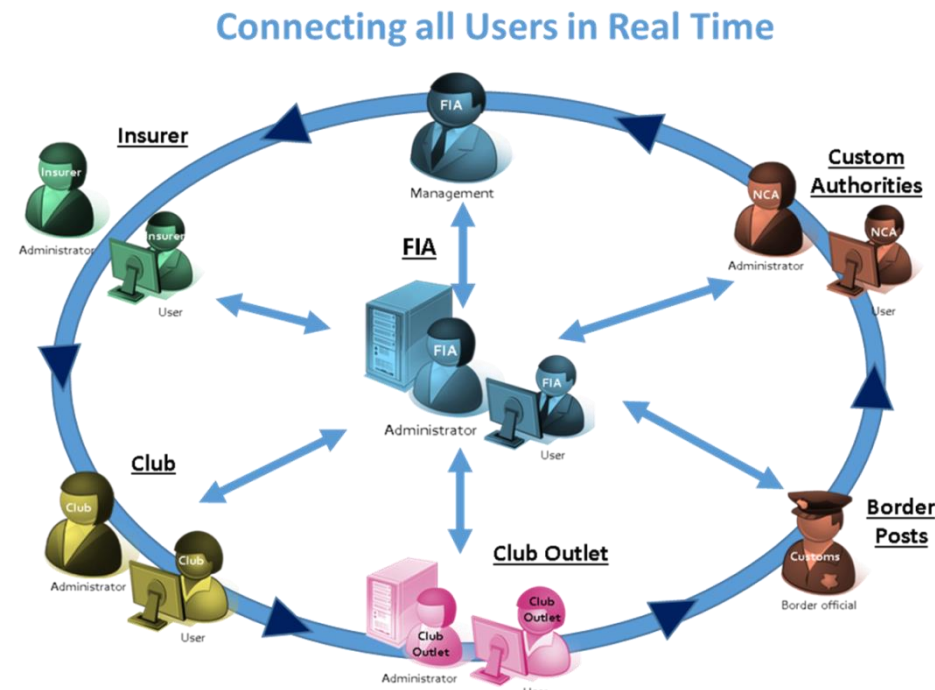 Connecting all Users in Real Time
FIA
Management
Insurer
Insurer
Administrator
Insurer
User
Custom
Authorities
NCA
Administrator
NCA
User
FIA
FIA
Administrator
FIA
User
Club
Club
Administrator
Club
User
Club Outlet
Club
Outlet
Administrator
Club
Outlet
User
Border
Posts
Customs
Border official